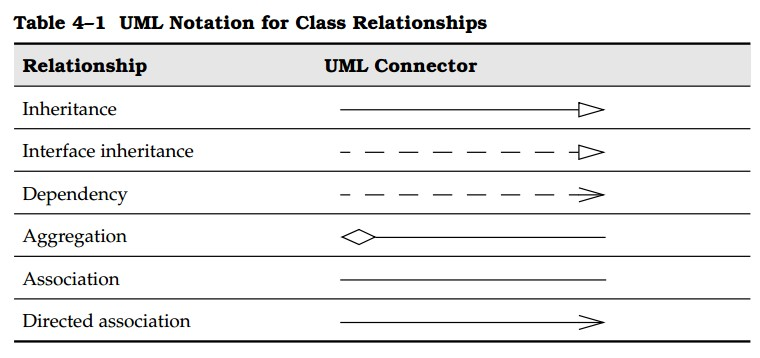 Table 4–1 UML Notation for Class Relationships
Relationship UML Connector
Inheritance
Interface inheritance
Dependency
Aggregation
Association
Directed association